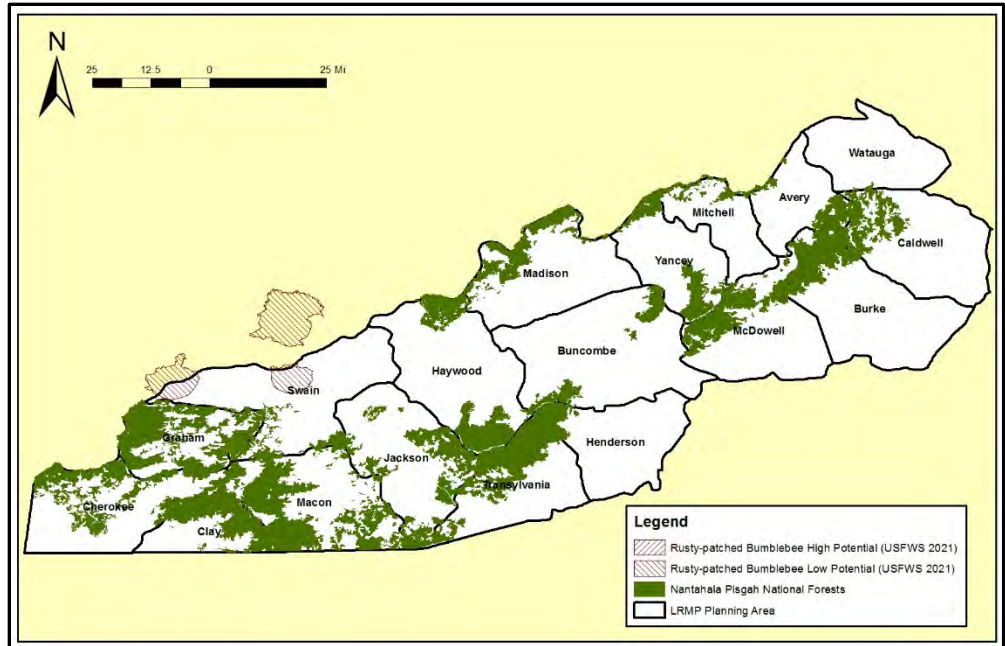 N
25 12.5 0 25 Mi
Watauga
Avery
Mitchell
Caldwell
Yancey
Madison
Burke
McDowell
Buncombe
Haywood
Swain
Graham
Henderson
Jackson
Transylvania
Macon
Cherokee
Clay
Legend
Rusty-patched Bumblebee High Potential (USFWS 2021)
Rusty-patched Bumblebee Low Potential (USFWS 2021)
Nantahala Pisgah National Forests
LRMP Planning Area